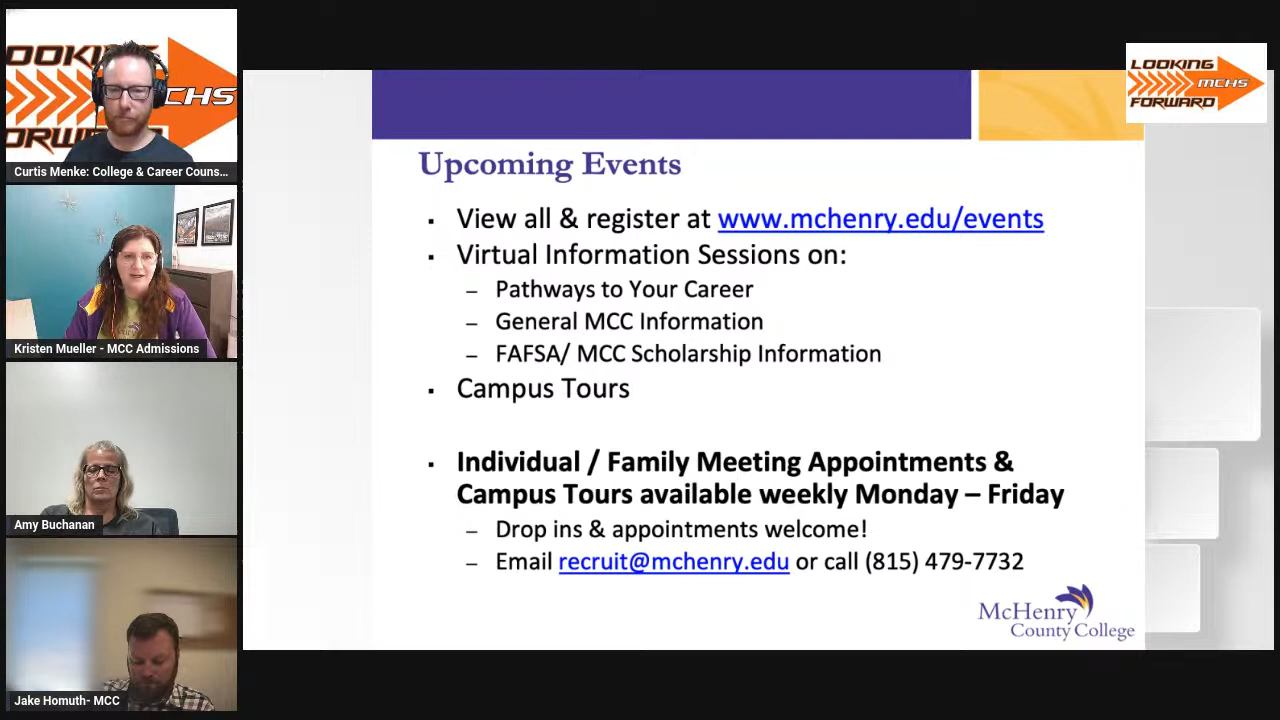 OOKING
CHS
ORW
Curtis Menke: College & Career Couns...
Kristen Mueller - MCC Admissions
Amy Buchanan
Jake Homuth- MCC
Upcoming Events
▪ View all & register at www.mchenry.edu/events
▪ Virtual Information Sessions on:
– Pathways to Your Career
– General MCC Information
– FAFSA/ MCC Scholarship Information
▪ Campus Tours
▪ Individual / Family Meeting Appointments &
Campus Tours available weekly Monday – Friday
– Drop ins & appointments welcome!
– Email recruit@mchenry.edu or call (815) 479-7732
McHenry
County College
LOOKING
MCHS
FORWARD